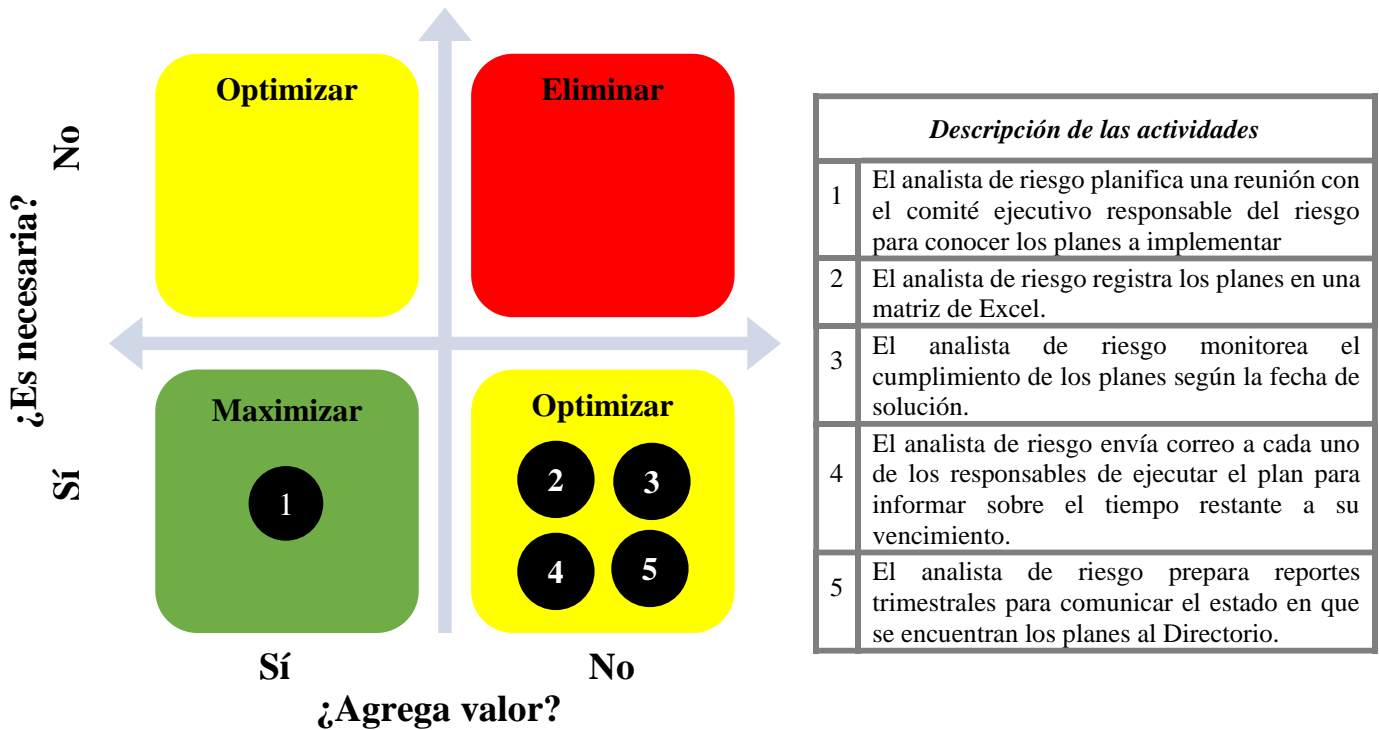 Optimizar
Eliminar
No
¿Es necesaria?
Sí
Maximizar
1
Optimizar
2
3
4
5
Sí
No
¿Agrega valor?
Descripción de las actividades
1
El analista de riesgo planifica una reunión con
el comité ejecutivo responsable del riesgo
para conocer los planes a implementar
2
El analista de riesgo registra los planes en una
matriz de Excel.
3
El analista de riesgo monitorea el
cumplimiento de los planes según la fecha de
solución.
4
El analista de riesgo envía correo a cada uno
de los responsables de ejecutar el plan para
informar sobre el tiempo restante a su
vencimiento.
5
El analista de riesgo prepara reportes
trimestrales para comunicar el estado en que
se encuentran los planes al Directorio.